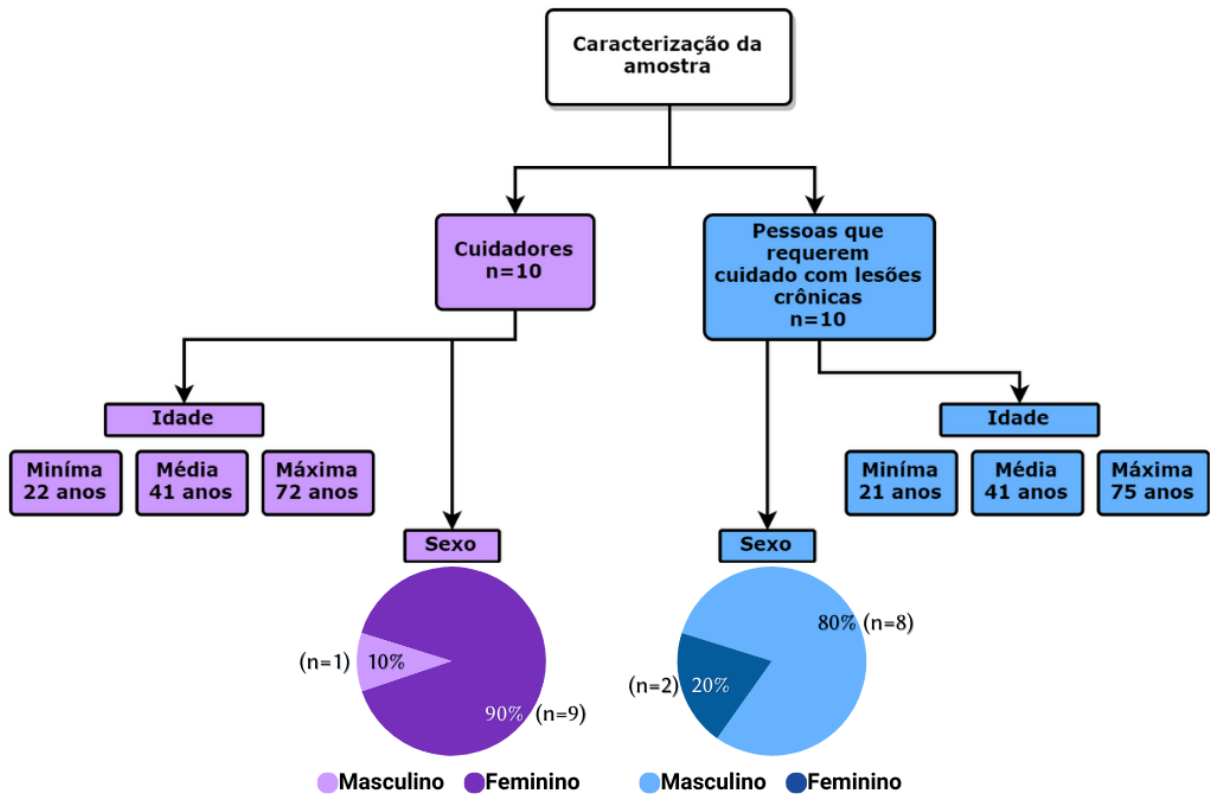 Caracterização da
amostra
Cuidadores
n=10
Pessoas que
requerem
cuidado com lesões
crônicas
n=10
Idade
Miníma
22 anos
Média
41 anos
Máxima
72 anos
Idade
Miníma
21 anos
Média
41 anos
Máxima
75 anos
Sexo
(n=1) 10%
90% (n=9)
Masculino Feminino
Sexo
80% (n=8)
(n=2) 20%
Masculino Feminino